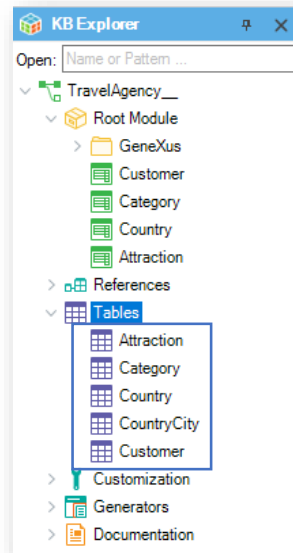 KB Explorer
Open: Name or Pattern ...
TravelAgency__
Root Module
GeneXus
Customer
Category
Country
Attraction
References
Tables
Attraction
Category
Country
CountryCity
Customer
Customization
Generators
Documentation